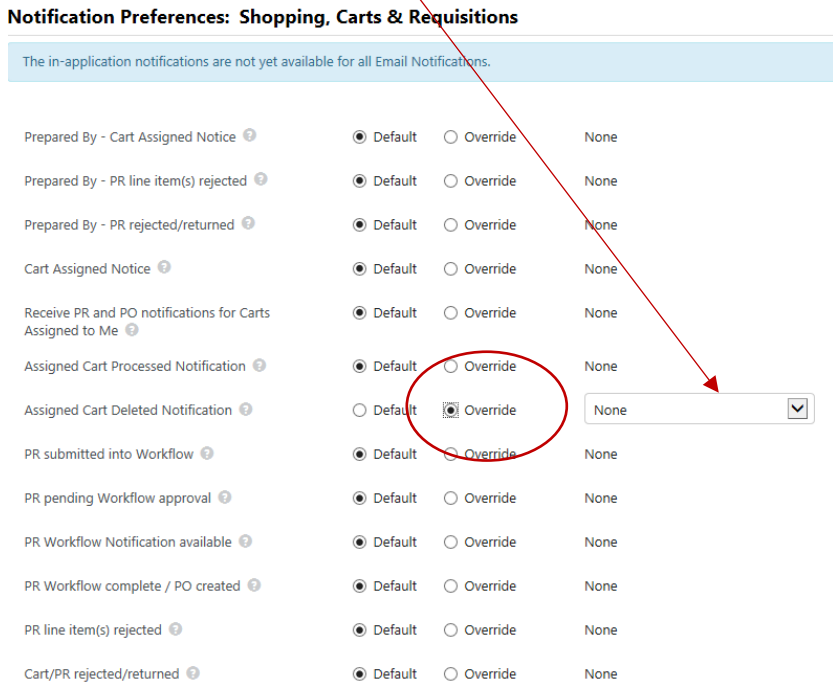 Notification Preferences: Shopping, Carts & Requisitions
The in-application notifications are not yet available for all Email Notifications.
Prepared By - Cart Assigned Notice ? Default Override None
Prepared By - PR line item(s) rejected ? Default Override None
Prepared By - PR rejected/returned ? Default Override None
Cart Assigned Notice ? Default Override None
Receive PR and PO notifications for Carts
Assigned to Me ? Default Override None
Assigned Cart Processed Notification ? Default Override None
Assigned Cart Deleted Notification ? Default Override None
PR submitted into Workflow ? Default Override None
PR pending Workflow approval ? Default Override None
PR Workflow Notification available ? Default Override None
PR Workflow complete / PO created ? Default Override None
PR line item(s) rejected ? Default Override None
Cart/PR rejected/returned ? Default Override None